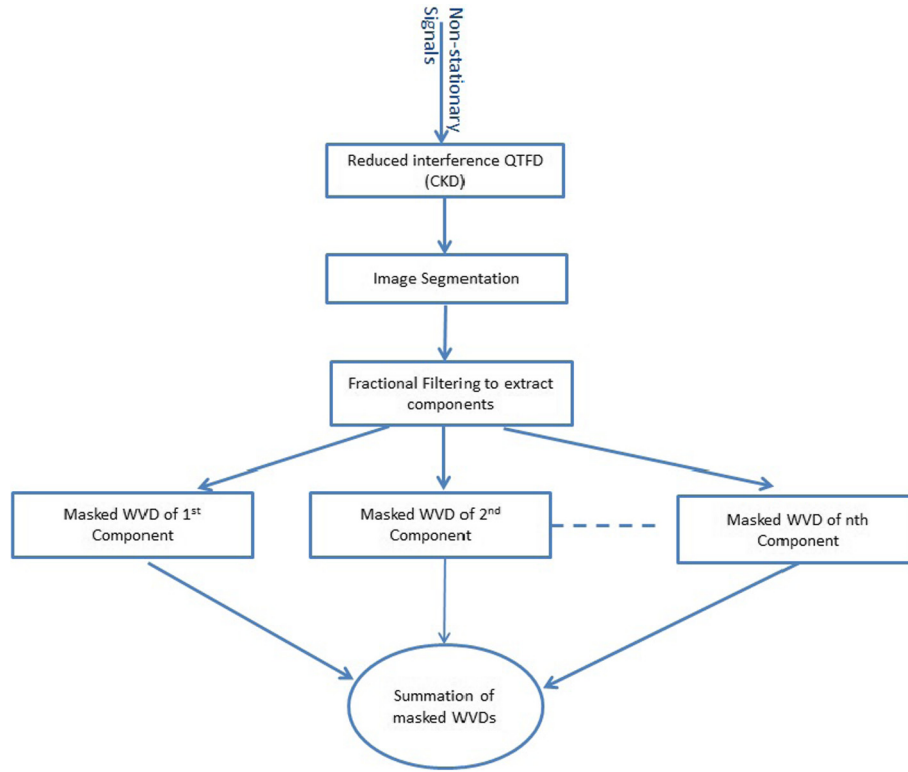 Non-stationary
Signals
Reduced interference QTFD
(CKD)
Image Segmentation
Fractional Filtering to extract
components
Masked WVD of 1st
Component
Masked WVD of 2nd
Component
Masked WVD of nth
Component
Summation of
masked WVDs